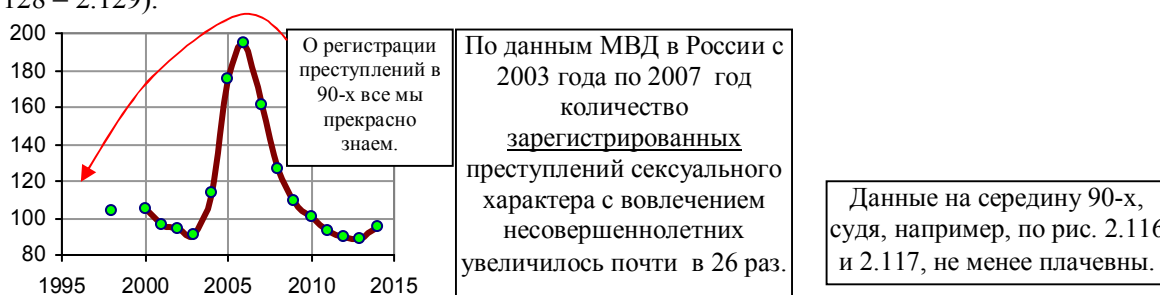 128 – 2.129).
200
180
160
140
120
100
80
1995 2000 2005 2010 2015
О регистрации
преступлений в
90-х все мы
прекрасно
знаем.
По данным МВД в России с
2003 года по 2007 год
количество
зарегистрированных
преступлений сексуального
характера с вовлечением
несовершеннолетних
увеличилось почти в 26 раз.
Данные на середину 90-х,
судя, например, по рис. 2.116
и 2.117, не менее плачевны.